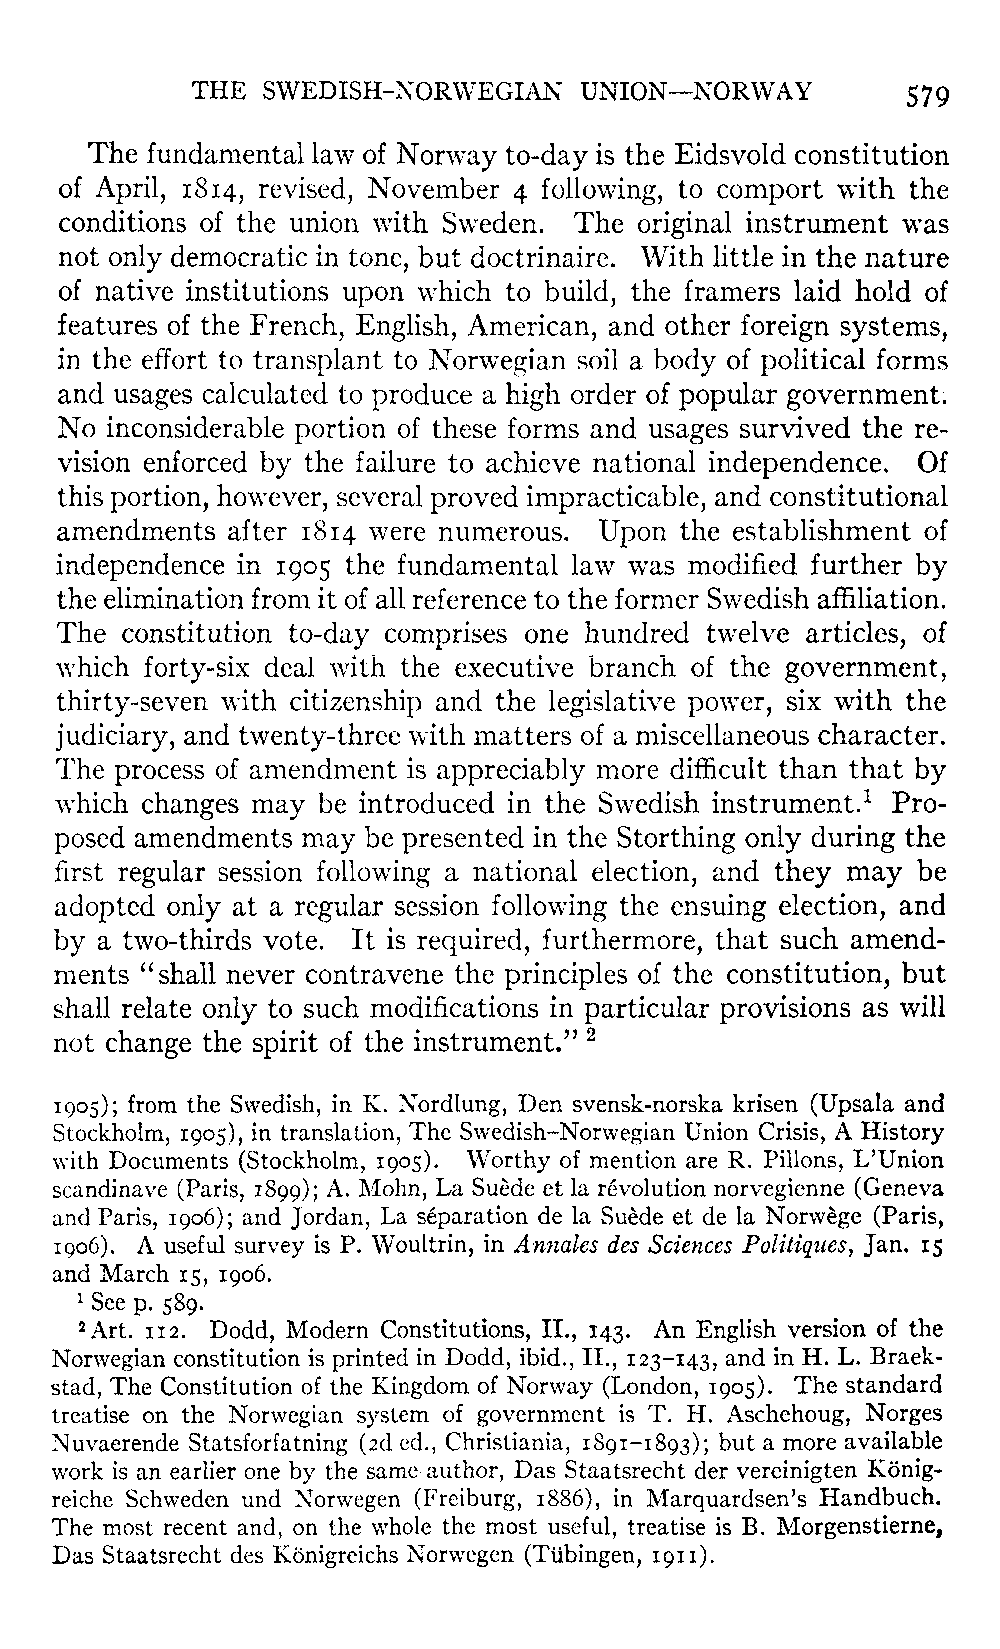 THE SWEDISH-NORWEGIAN UNION—NORWAY 579
The fundamental law of Norway to-day is the Eidsvold constitution
of April, 1814, revised, November 4 following, to comport with the
conditions of the union with Sweden. The original instrument was
not only democratic in tone, but doctrinaire. With little in the nature
of native institutions upon which to build, the framers laid hold of
features of the French, English, American, and other foreign systems,
in the effort to transplant to Norwegian soil a body of political forms
and usages calculated to produce a high order of popular government.
No inconsiderable portion of these forms and usages survived the re-
vision enforced by the failure to achieve national independence. Of
this portion, however, several proved impracticable, and constitutional
amendments after 1814 were numerous. Upon the establishment of
independence in 1905 the fundamental law was modified further by
the elimination from it of all reference to the former Swedish affiliation.
The constitution to-day comprises one hundred twelve articles, of
which forty-six deal with the executive branch of the government,
thirty-seven with citizenship and the legislative power, six with the
judiciary, and twenty-three with matters of a miscellaneous character.
The process of amendment is appreciably more difficult than that by
which changes may be introduced in the Swedish instrument.¹ Pro-
posed amendments may be presented in the Storthing only during the
first regular session following a national election, and they may be
adopted only at a regular session following the ensuing election, and
by a two-thirds vote. It is required, furthermore, that such amend-
ments “shall never contravene the principles of the constitution, but
shall relate only to such modifications in particular provisions as will
not change the spirit of the instrument.” ²
1905); from the Swedish, in K. Nordlung, Den svensk-norska krisen (Upsala and
Stockholm, 1905), in translation, The Swedish-Norwegian Union Crisis, A History
with Documents (Stockholm, 1905). Worthy of mention are R. Pillons, L’Union
scandinave (Paris, 1899); A. Mohn, La Suède et la révolution norvegienne (Geneva
and Paris, 1906); and Jordan, La séparation de la Suède et de la Norwège (Paris,
1906). A useful survey is P. Woultrin, in Annales des Sciences Politiques, Jan. 15
and March 15, 1906.
¹ See p. 589.
² Art. 112. Dodd, Modern Constitutions, II., 143. An English version of the
Norwegian constitution is printed in Dodd, ibid., II., 123-143, and in H. L. Braek-
stad, The Constitution of the Kingdom of Norway (London, 1905). The standard
treatise on the Norwegian system of government is T. H. Aschehoug, Norges
Nuvaerende Statsforfatning (2d ed., Christiania, 1891-1893); but a more available
work is an earlier one by the same author, Das Staatsrecht der vereinigten König-
reiche Schweden und Norwegen (Freiburg, 1886), in Marquardsen’s Handbuch.
The most recent and, on the whole the most useful, treatise is B. Morgenstierne,
Das Staatsrecht des Königreichs Norwegen (Tübingen, 1911).